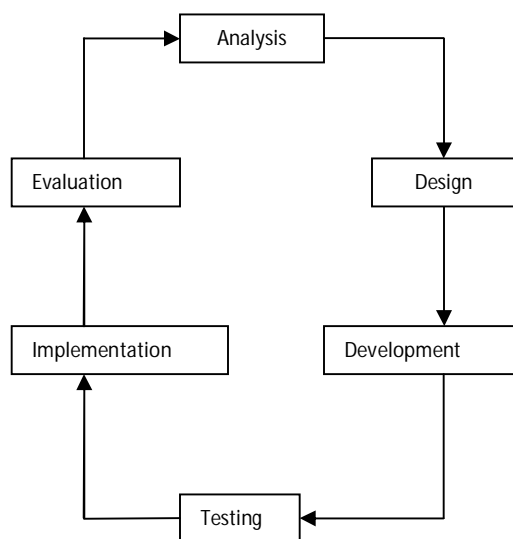 Analysis
Evaluation
Design
Implementation
Development
Testing